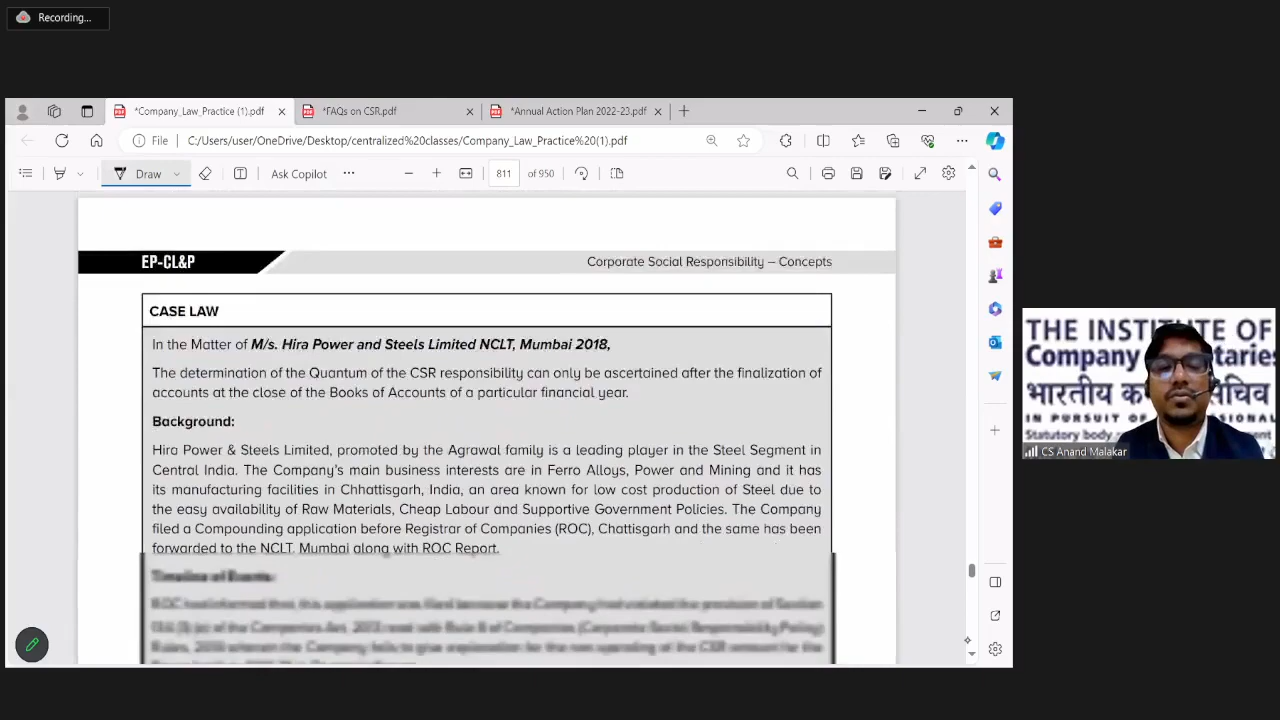 Recording...
*Company_Law_Practice (1).pdf
*FAQs on CSR.pdf
*Annual Action Plan 2022-23.pdf
File
C:/Users/user/OneDrive/Desktop/centralized%20classes/Company_Law_Practice%20(1).pdf
Draw
Ask Copilot
811 of 950
EP-CL&P
Corporate Social Responsibility – Concepts
CASE LAW
In the Matter of M/s. Hira Power and Steels Limited NCLT, Mumbai 2018,
The determination of the Quantum of the CSR responsibility can only be ascertained after the finalization of
accounts at the close of the Books of Accounts of a particular financial year.
Background:
Hira Power & Steels Limited, promoted by the Agrawal family is a leading player in the Steel Segment in
Central India. The Company's main business interests are in Ferro Alloys, Power and Mining and it has
its manufacturing facilities in Chhattisgarh, India, an area known for low cost production of Steel due to
the easy availability of Raw Materials, Cheap Labour and Supportive Government Policies. The Company
filed a Compounding application before Registrar of Companies (ROC), Chattisgarh and the same has been
forwarded to the NCLT, Mumbai along with ROC Report.
THE INSTITUTE OF
Company
taries
भारतीय
सचिव
IN PURSUIT OF
SIONAL
Statutory body
CS Anand Malakar